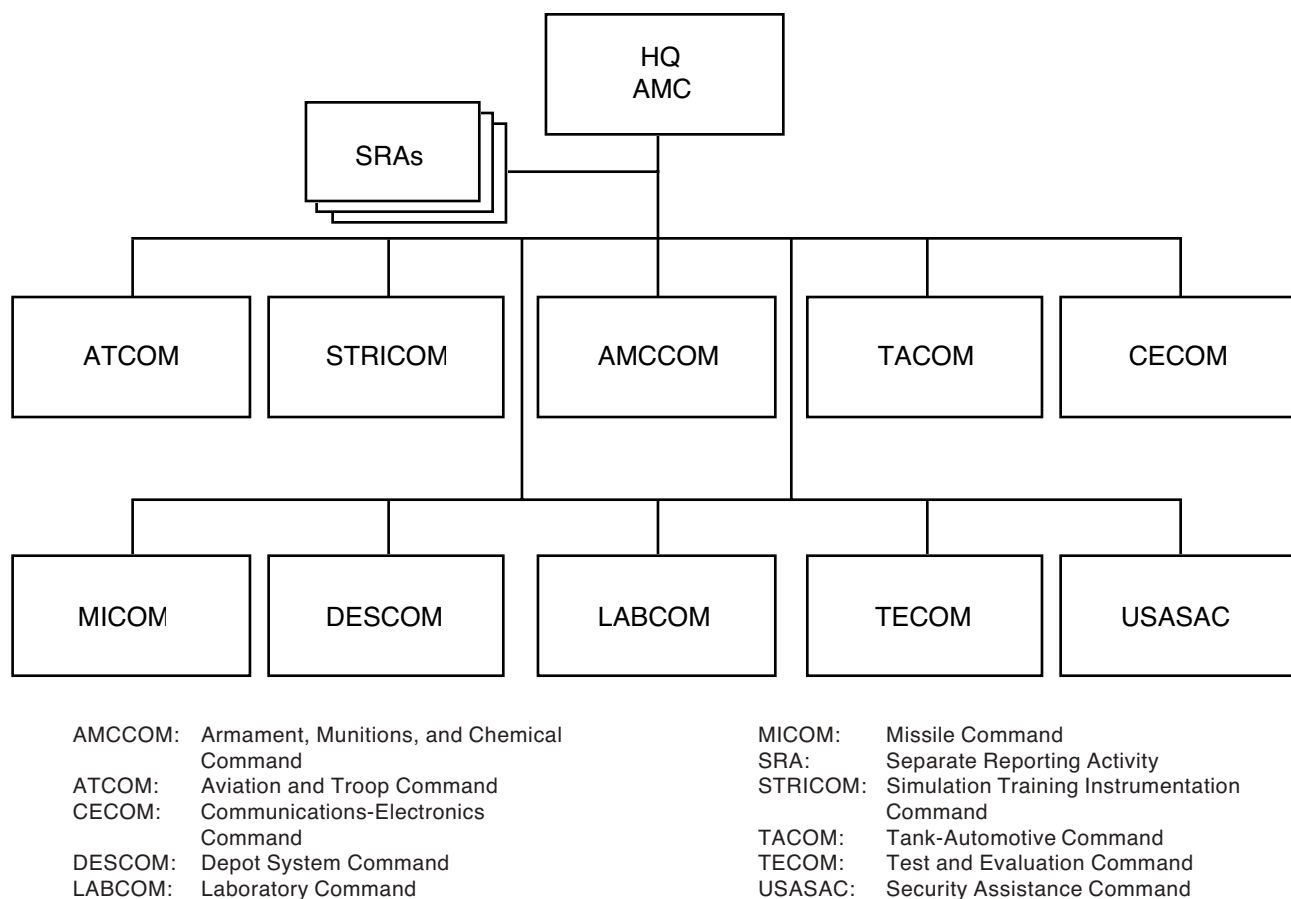 HQ
AMC
SRAs
ATCOM
STRICOM
AMCCOM
TACOM
CECOM
MICOM
DESCOM
LABCOM
TECOM
USASAC
AMCCOM: Armament, Munitions, and Chemical
Command
ATCOM: Aviation and Troop Command
CECOM: Communications-Electronics
Command
DESCOM: Depot System Command
LABCOM: Laboratory Command
MICOM: Missile Command
SRA: Separate Reporting Activity
STRICOM: Simulation Training Instrumentation
Command
TACOM: Tank-Automotive Command
TECOM: Test and Evaluation Command
USASAC: Security Assistance Command